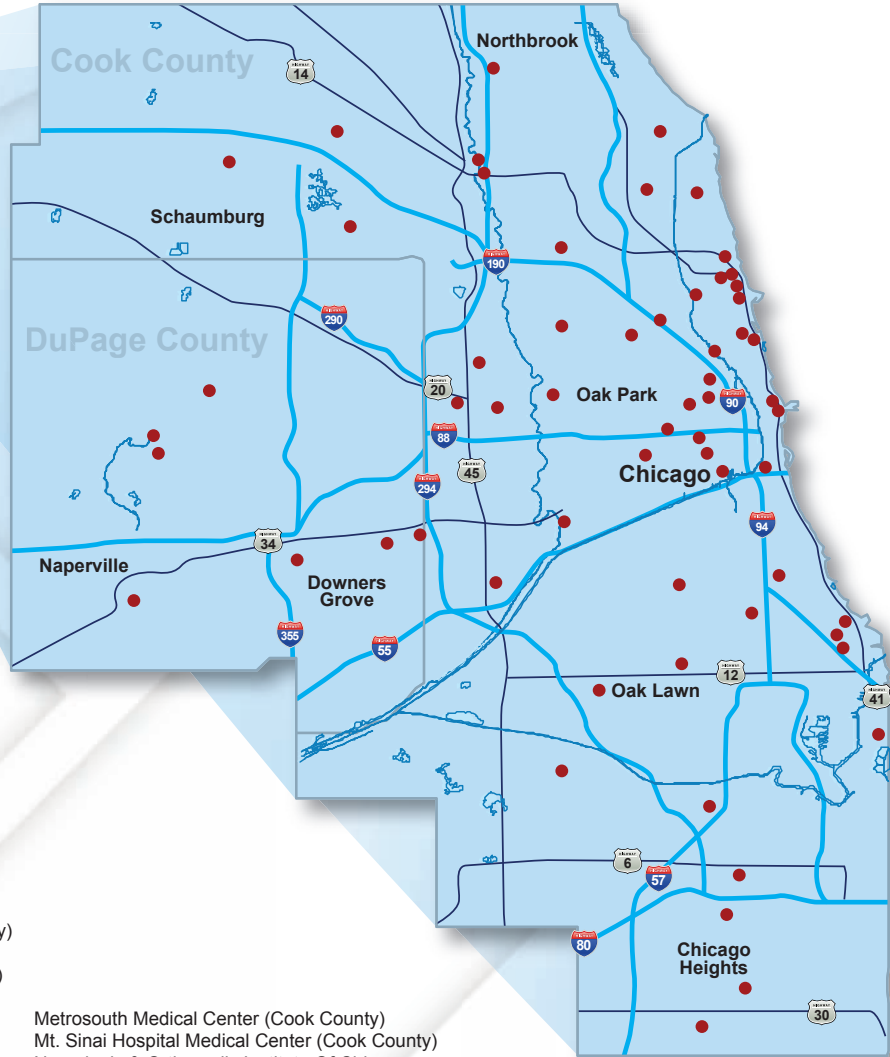 Northbrook
Cook County
14
Schaumburg
190
DuPage County
290
20
Oak Park
90
88
45
Chicago
294
94
34
Naperville
Downers
Grove
355
55
12
Oak Lawn
41
6
57
80
Chicago
Heights
30
y)
)
Metrosouth Medical Center (Cook County)
Mt. Sinai Hospital Medical Center (Cook County)